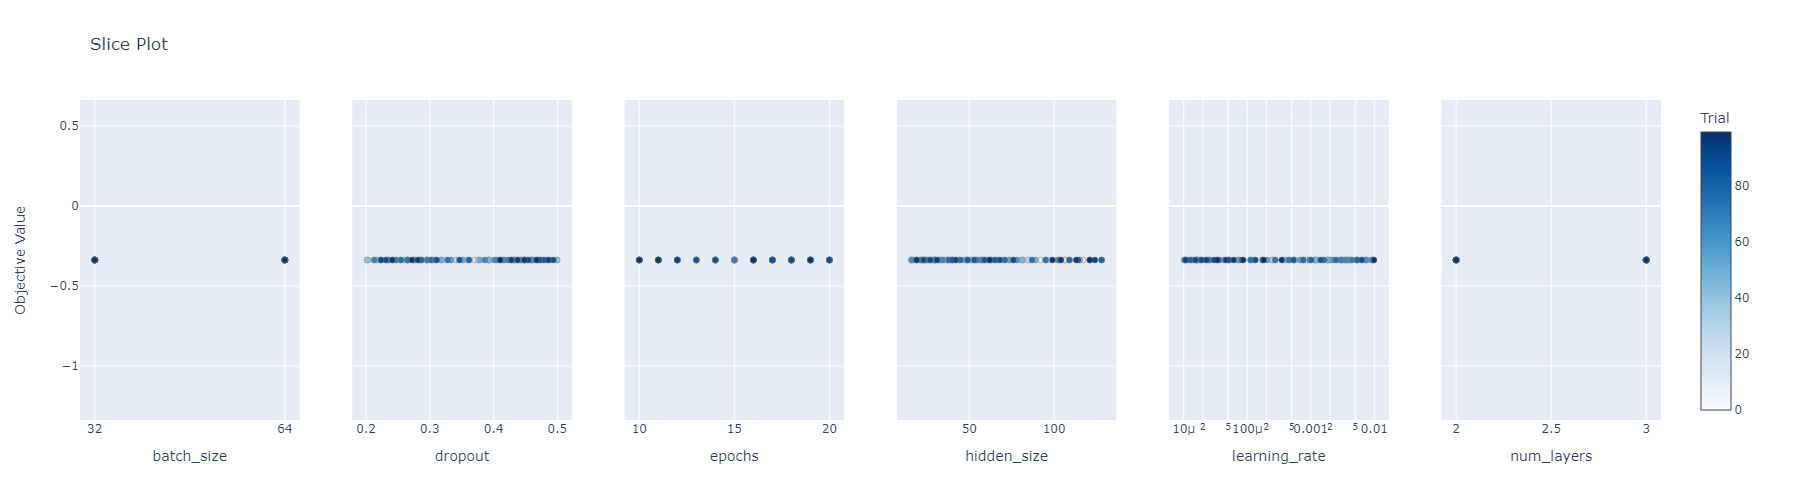 Slice Plot
Objective Value
0.5
0
−0.5
−1
32 64
batch_size
0.2 0.3 0.4 0.5
dropout
10 15 20
epochs
50 100
hidden_size
10μ 2 5 100μ 2 5 0.001 2 5 0.01
learning_rate
2 2.5 3
num_layers
Trial
80
60
40
20
0